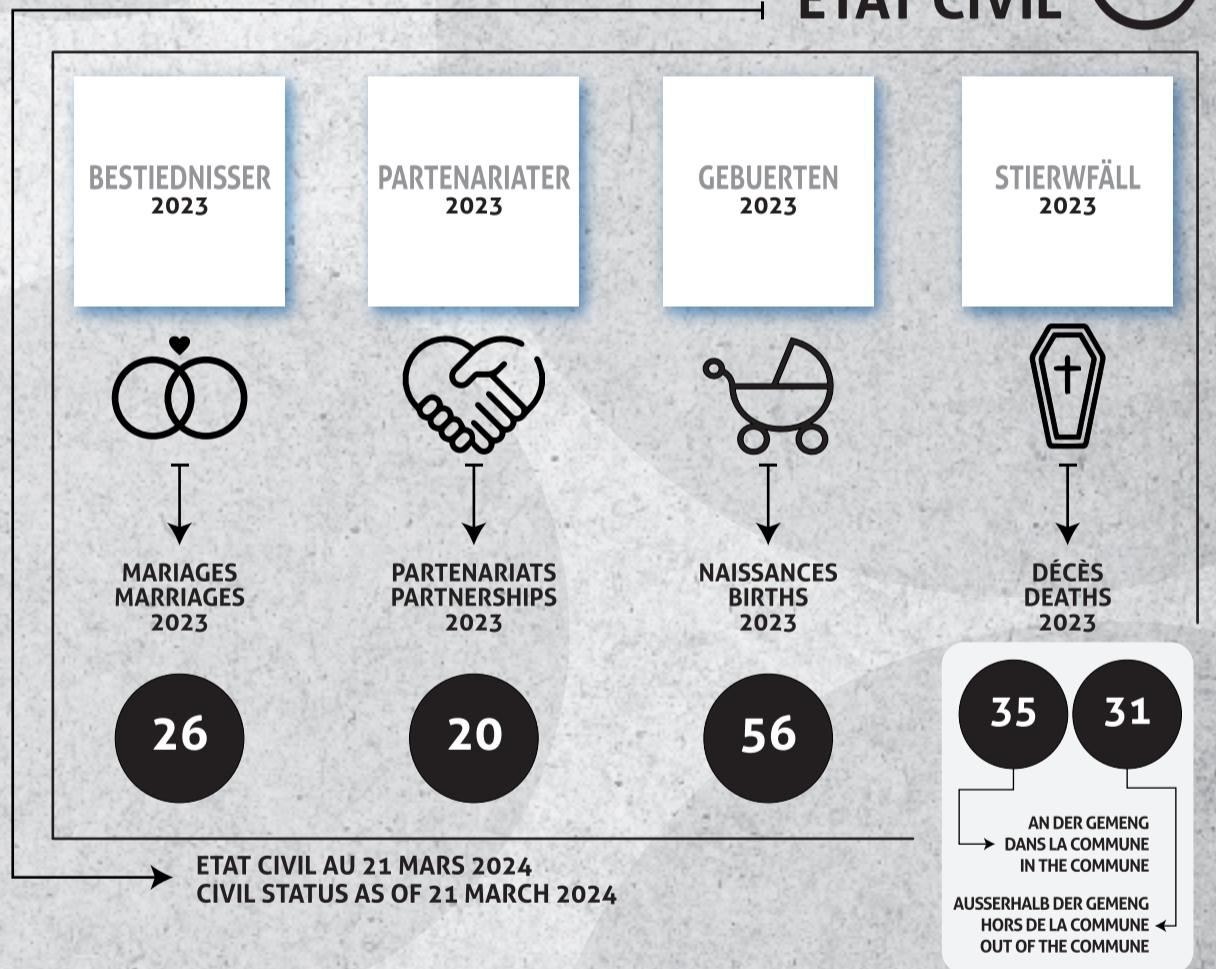 ETAT CIVIL
BESTIEDNISSER
2023
PARTENARIATER
2023
GEBUERTEN
2023
STIERWFÄLL
2023
MARIAGES
MARRIAGES
2023
PARTENARIATS
PARTNERSHIPS
2023
NAISSANCES
BIRTHS
2023
DÉCÈS
DEATHS
2023
26
20
56
35
31
AN DER GEMENG
DANS LA COMMUNE
IN THE COMMUNE
AUSSERHALB DER GEMENG
HORS DE LA COMMUNE
OUT OF THE COMMUNE
ETAT CIVIL AU 21 MARS 2024
CIVIL STATUS AS OF 21 MARCH 2024